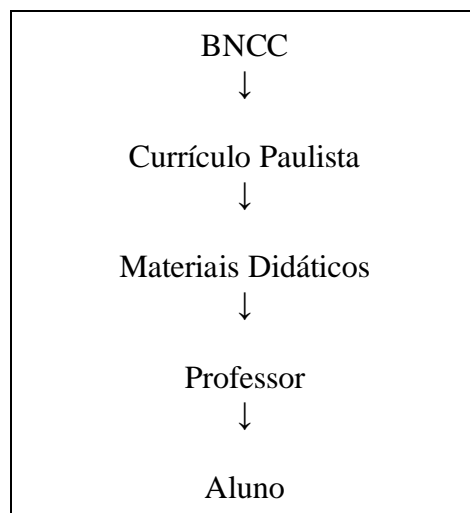 BNCC
↓
Currículo Paulista
↓
Materiais Didáticos
↓
Professor
↓
Aluno